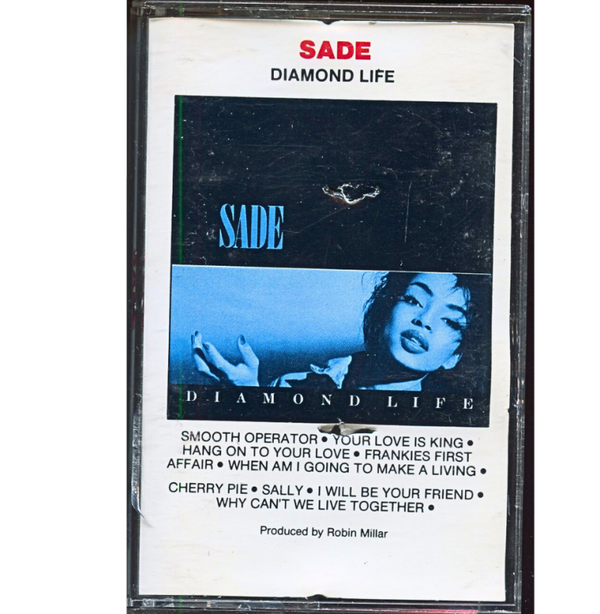 SADE
DIAMOND LIFE
SADE
DIAMOND LIFE
SMOOTH OPERATOR • YOUR LOVE IS KING •
HANG ON TO YOUR LOVE • FRANKIES FIRST
AFFAIR • WHEN AM I GOING TO MAKE A LIVING •
CHERRY PIE • SALLY • I WILL BE YOUR FRIEND •
WHY CAN'T WE LIVE TOGETHER •
Produced by Robin Millar